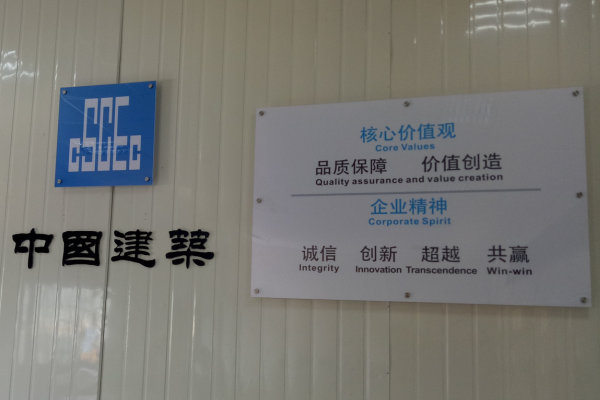 CSCEC
中國建築
核心价值观
Core Values
品质保障 价值创造
Quality assurance and value creation
企业精神
Corporate Spirit
诚信 创新 超越 共赢
Integrity Innovation Transcendence Win-win